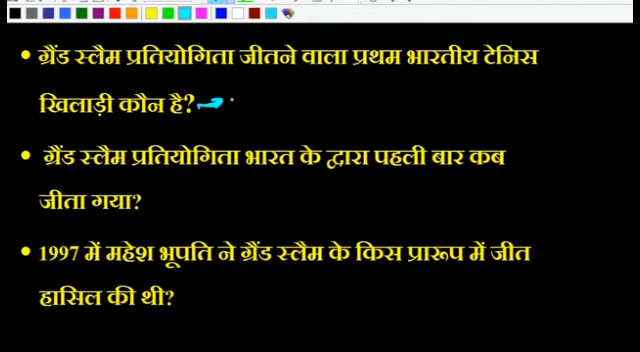 • ग्रैंड स्लैम प्रतियोगिता जीतने वाला प्रथम भारतीय टेनिस
खिलाड़ी कौन है?
• ग्रैंड स्लैम प्रतियोगिता भारत के द्वारा पहली बार कब
जीता गया?
• 1997 में महेश भूपति ने ग्रैंड स्लैम के किस प्रारूप में जीत
हासिल की थी?